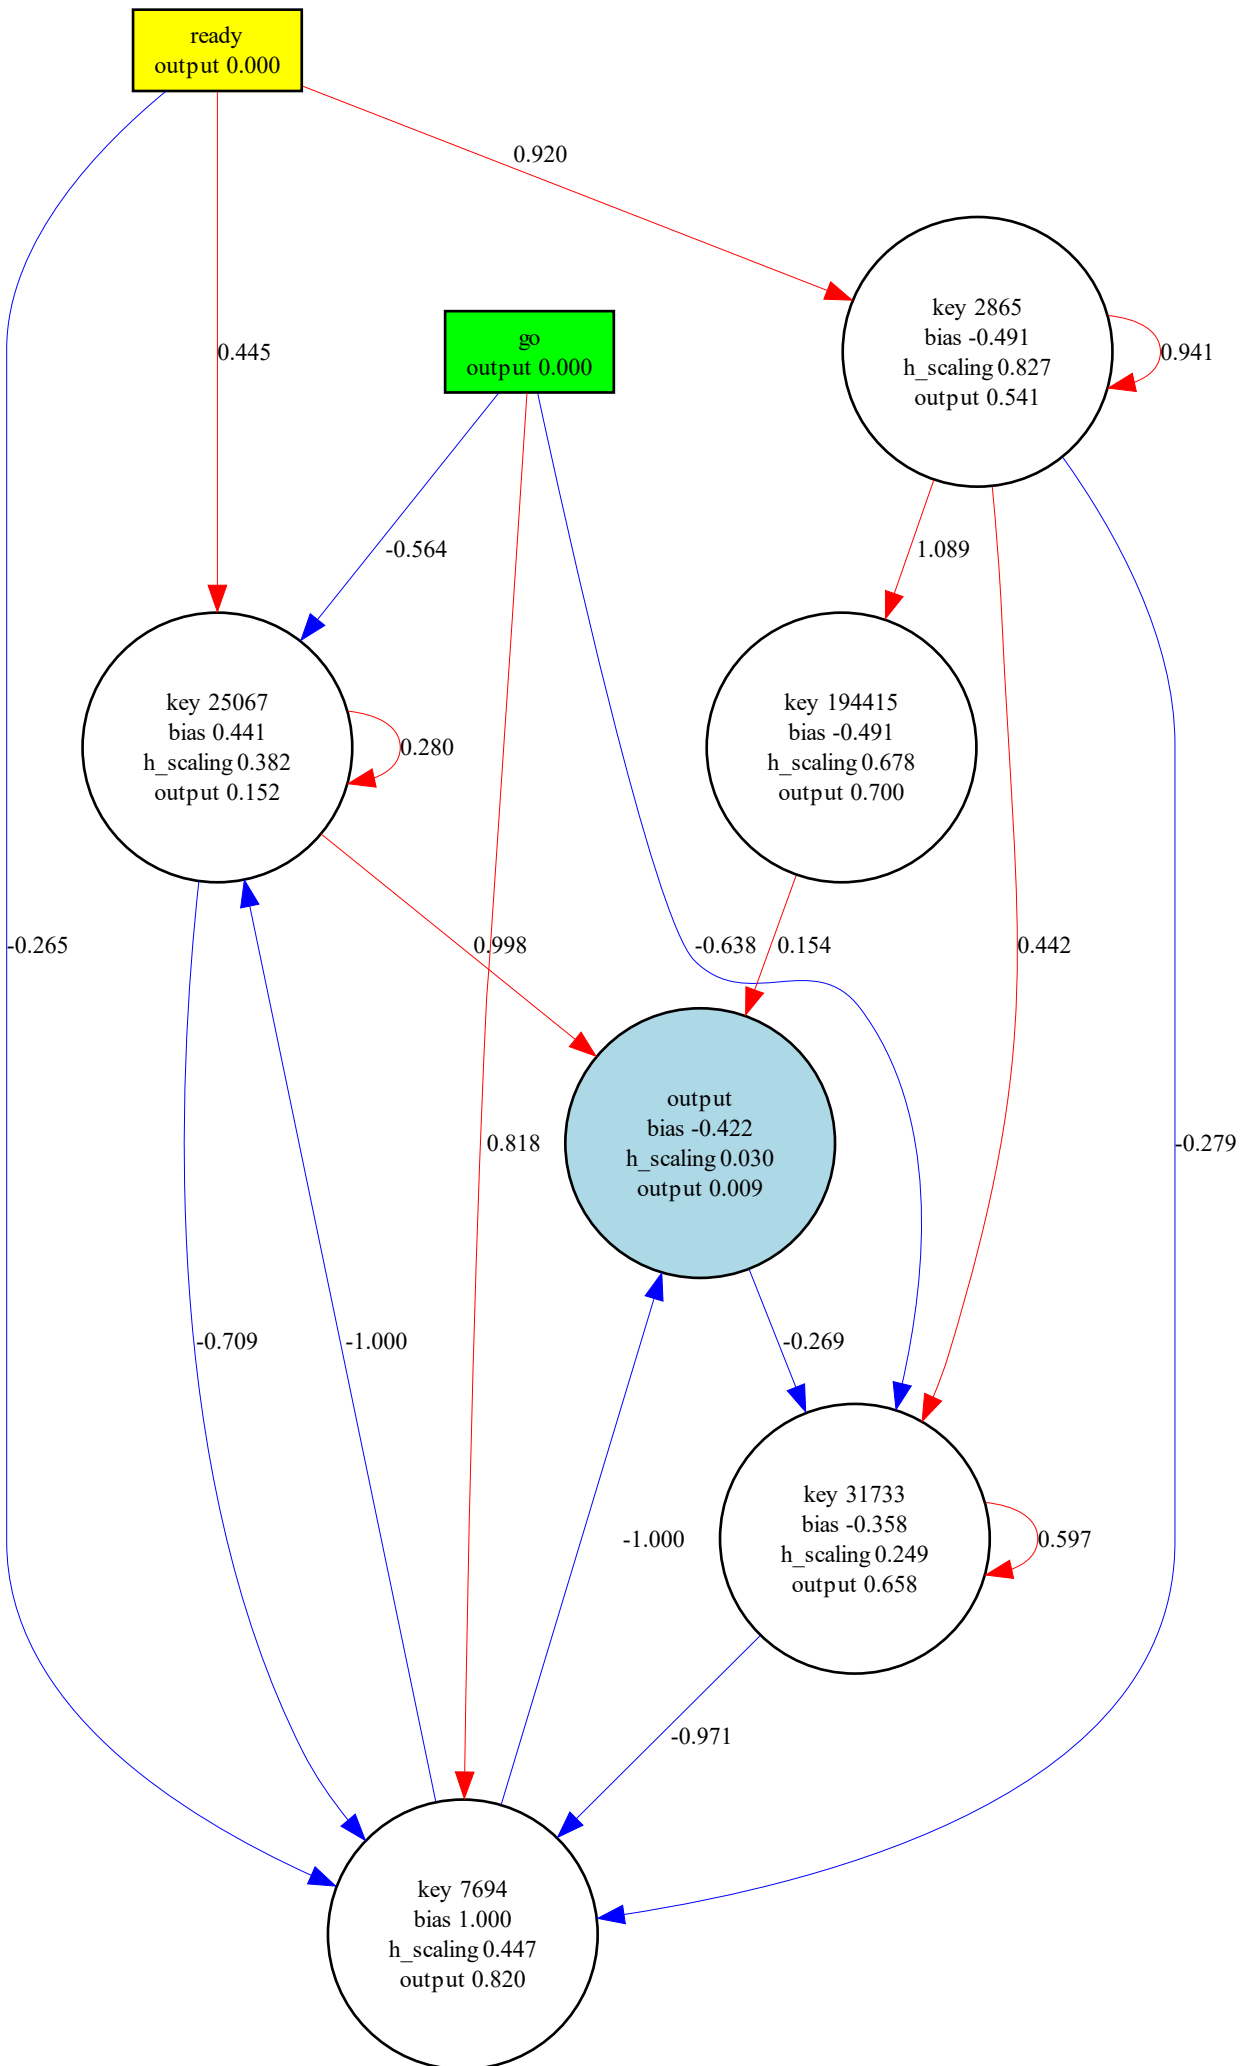 ready
output 0.000
0.920
key 2865
bias -0.491
h_scaling 0.827
output 0.541
0.941
go
output 0.000
0.445
-0.564
1.089
key 25067
bias 0.441
h_scaling 0.382
output 0.152
0.280
key 194415
bias -0.491
h_scaling 0.678
output 0.700
-0.265
0.998
-0.638
0.154
0.442
output
bias -0.422
h_scaling 0.030
output 0.009
0.818
-0.279
-0.709
-1.000
-0.269
key 31733
bias -0.358
h_scaling 0.249
output 0.658
0.597
-1.000
-0.971
key 7694
bias 1.000
h_scaling 0.447
output 0.820